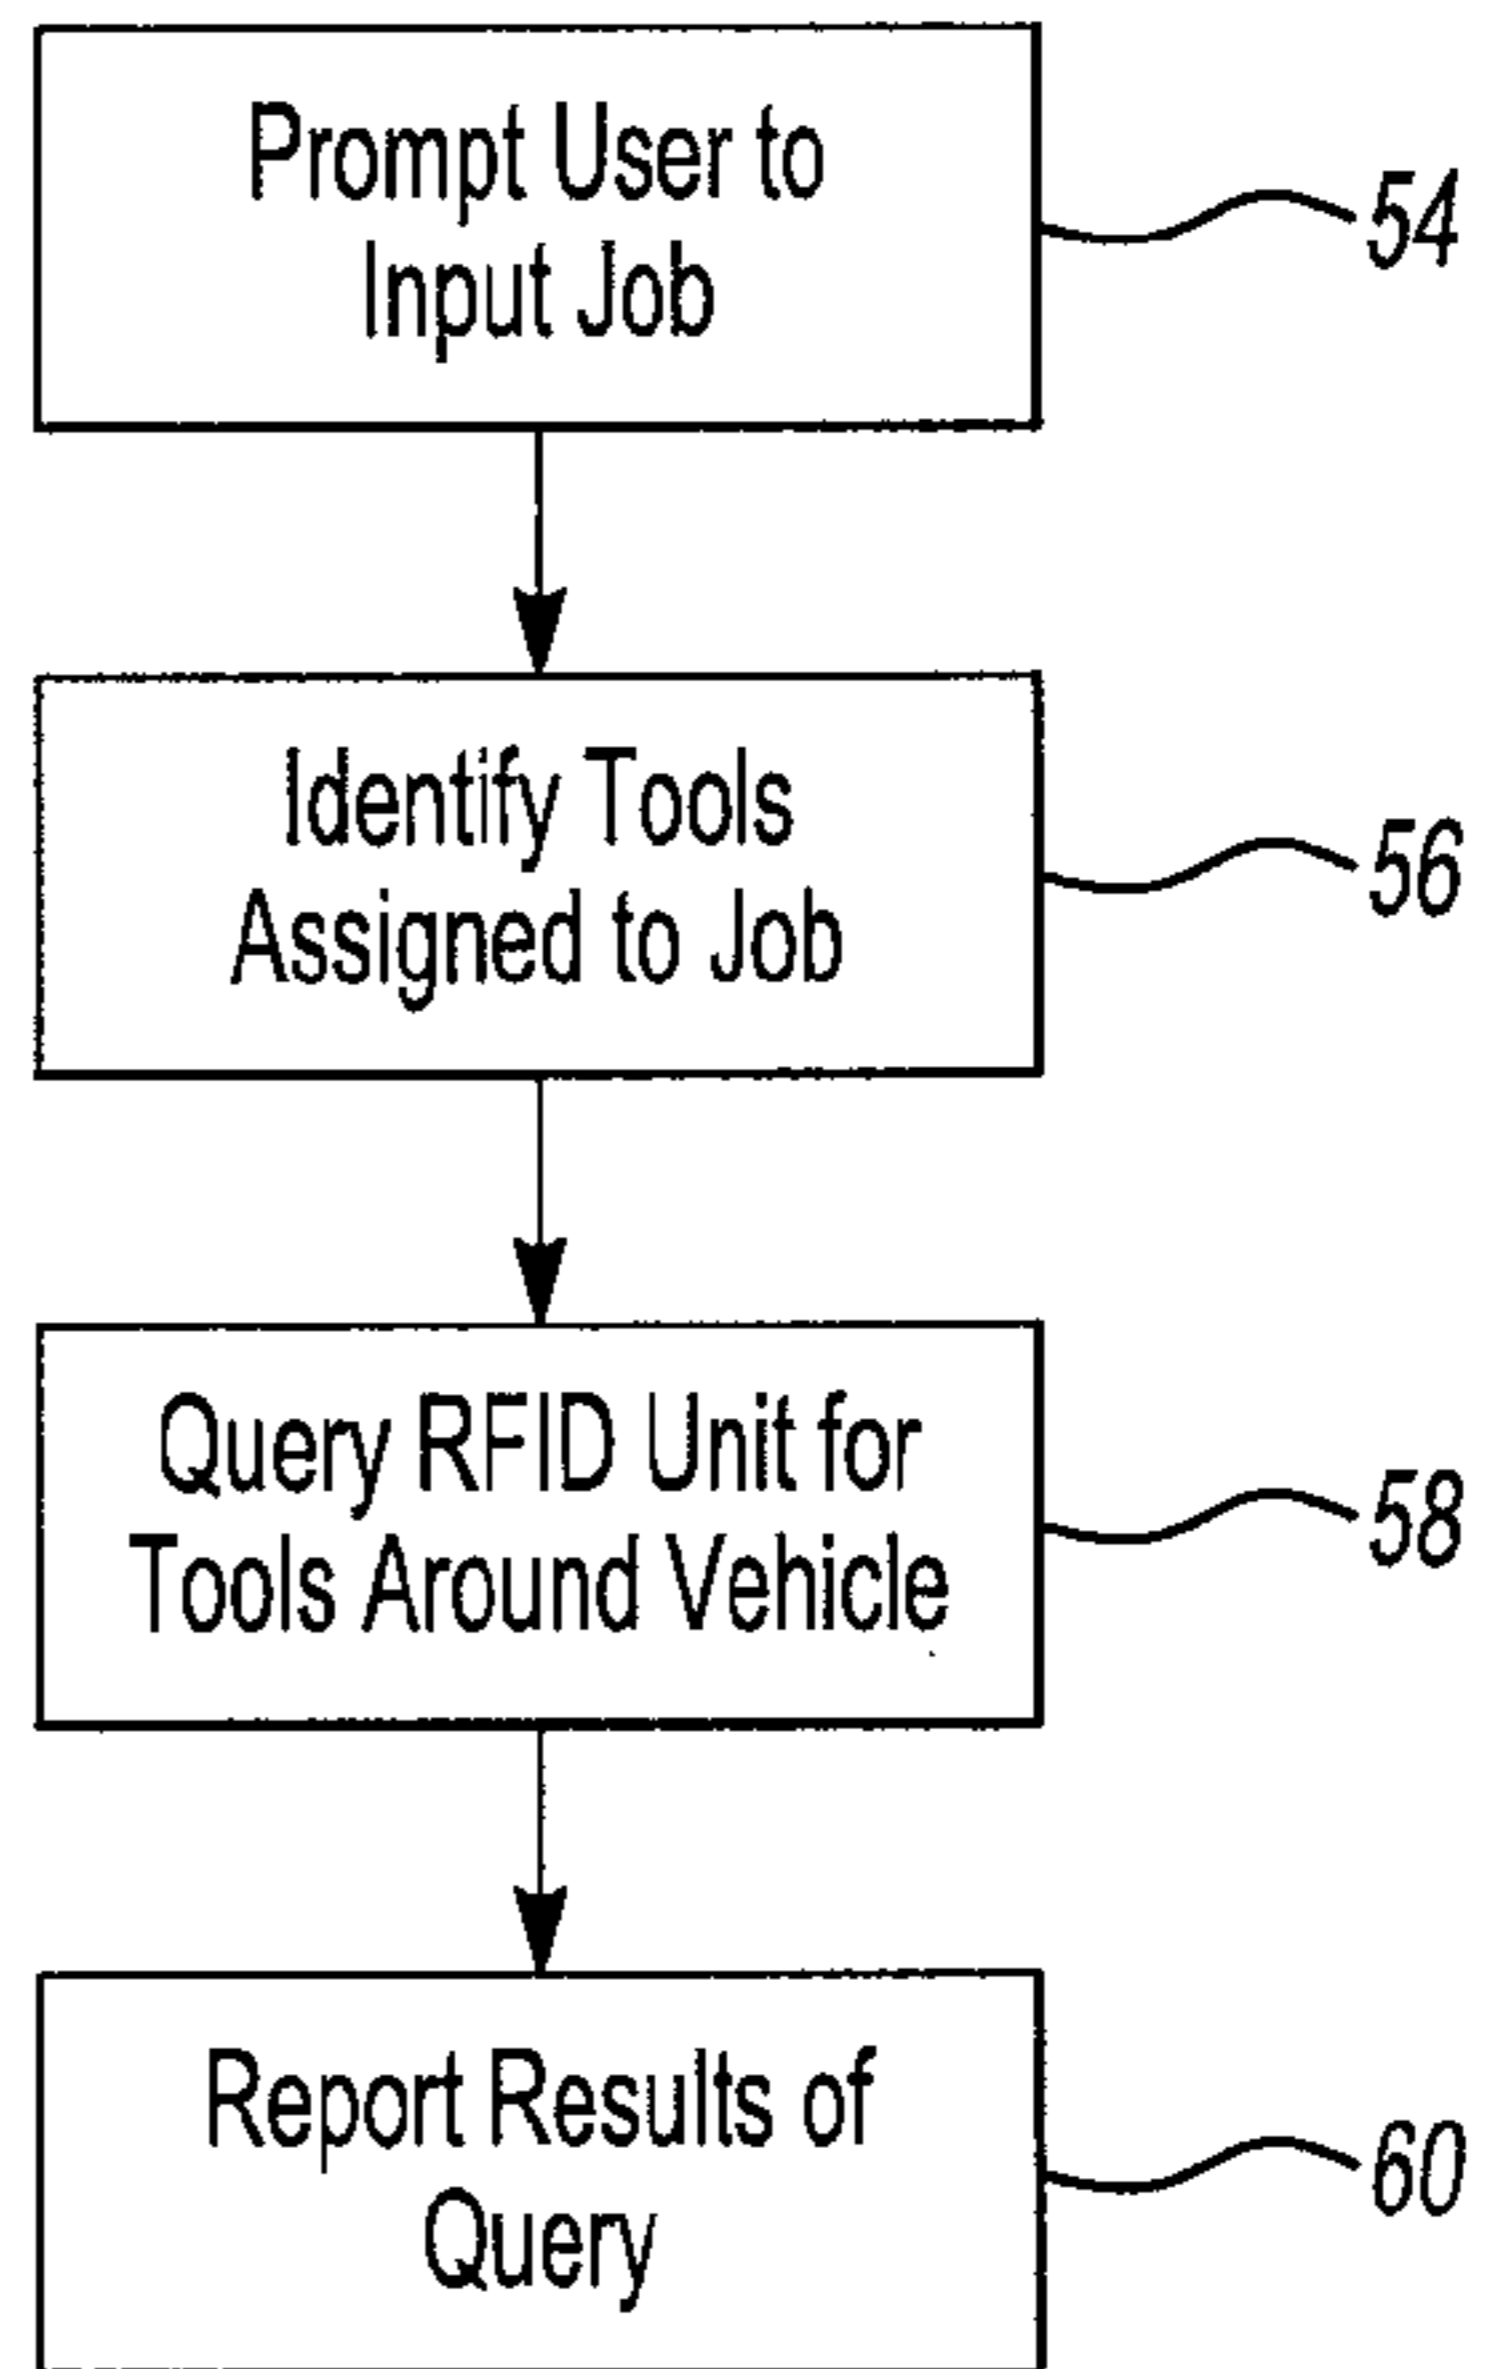 Prompt User to
Input Job
54
Identify Tools
Assigned to Job
56
Query RFID Unit for
Tools Around Vehicle
58
Report Results of
Query
60